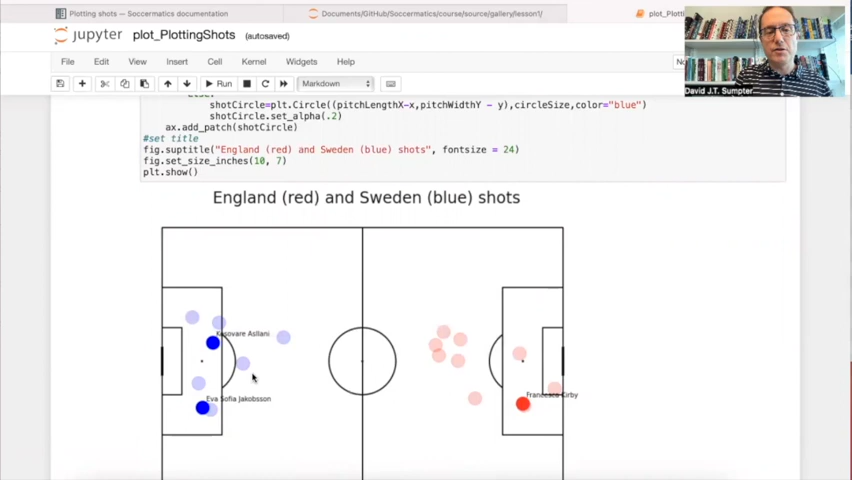 Plotting shots — Soccermatics documentation
Documents/GitHub/Soccermatics/course/source/gallery/lesson1/
plot_Plotti
jupyter plot_PlottingShots (autosaved)
File Edit View Insert Cell Kernel Widgets Help
Run Markdown
David J.T. Sumpter
shotCircle=plt.Circle((pitchLengthX-x,pitchWidthY - y),circleSize,color="blue")
shotCircle.set_alpha(.2)
ax.add_patch(shotCircle)
#set title
fig.suptitle("England (red) and Sweden (blue) shots", fontsize = 24)
fig.set_size_inches(10, 7)
plt.show()
England (red) and Sweden (blue) shots
Kosovare Asllani
Eva Sofia Jakobsson
Francesca Kirby